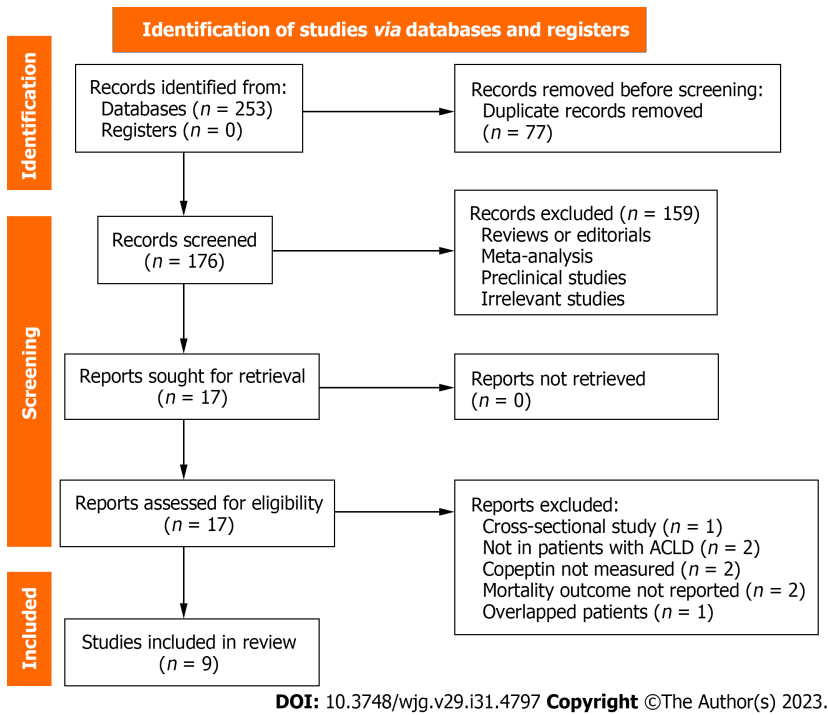 Identification of studies via databases and registers
Identification
Records identified from:
Databases (n = 253)
Registers (n = 0)
Records removed before screening:
Duplicate records removed
(n = 77)
Screening
Records screened
(n = 176)
Records excluded (n = 159)
Reviews or editorials
Meta-analysis
Preclinical studies
Irrelevant studies
Reports sought for retrieval
(n = 17)
Reports not retrieved
(n = 0)
Reports assessed for eligibility
(n = 17)
Reports excluded:
Cross-sectional study (n = 1)
Not in patients with ACLD (n = 2)
Copeptin not measured (n = 2)
Mortality outcome not reported (n = 2)
Overlapped patients (n = 1)
Included
Studies included in review
(n = 9)
DOI: 10.3748/wjg.v29.i31.4797 Copyright ©The Author(s) 2023.